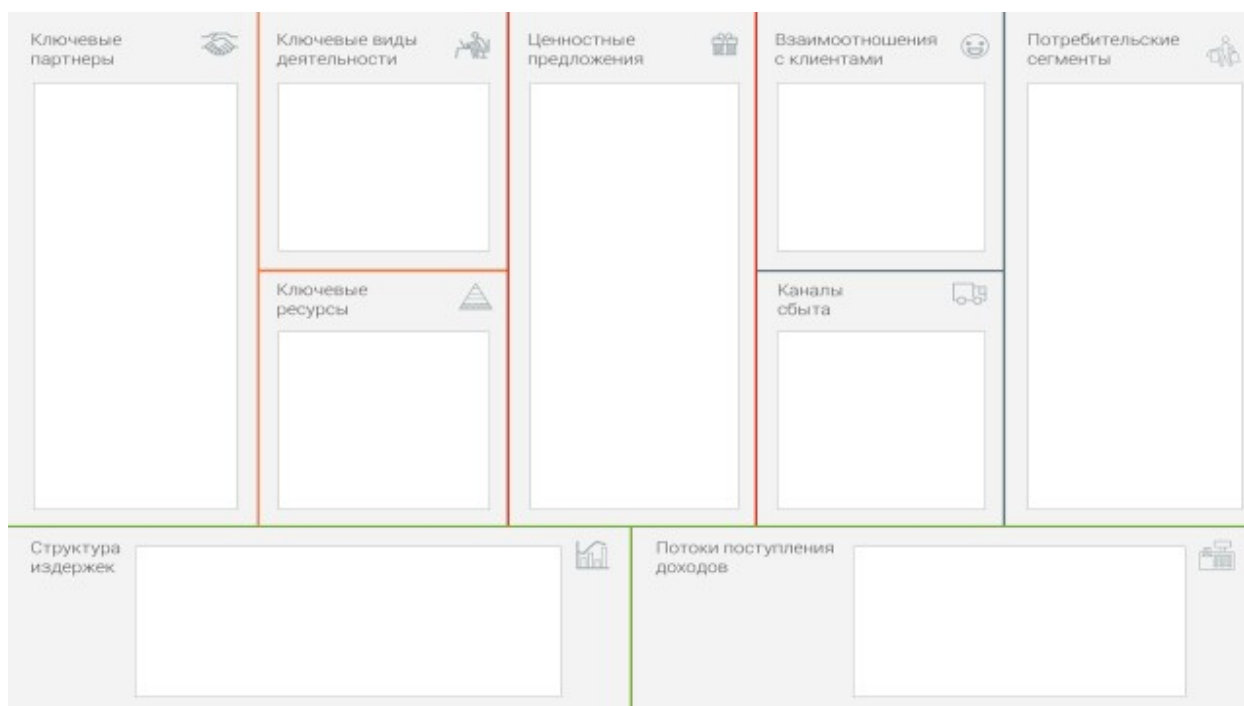 Ключевые
партнеры
Ключевые виды
деятельности
Ценностные
предложения
Взаимоотношения
с клиентами
Потребительские
сегменты
Ключевые
ресурсы
Каналы
сбыта
Структура
издержек
Потоки поступления
доходов